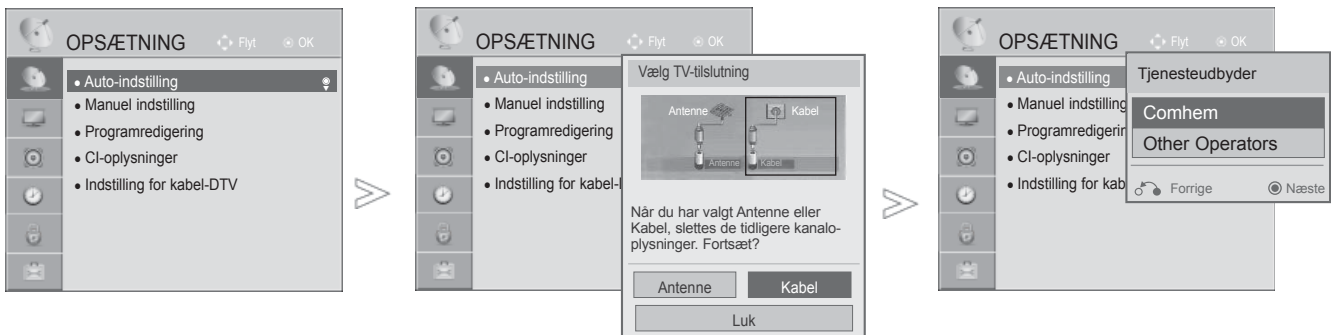 OPSÆTNING
Flyt
OK
• Auto-indstilling
• Manuel indstilling
• Programredigering
• CI-oplysninger
• Indstilling for kabel-DTV
OPSÆTNING
Flyt
OK
• Auto-indstilling
• Manuel indstilling
• Programredigering
• CI-oplysninger
• Indstilling for kabel-
Vælg TV-tilslutning
Antenne
Kabel
Antenne
Kabel
Når du har valgt Antenne eller
Kabel, slettes de tidligere kanalo-
plysninger. Fortsæt?
Antenne
Kabel
Luk
OPSÆTNING
Flyt
OK
• Auto-indstilling
• Manuel indstilling
• Programredigerin
• CI-oplysninger
• Indstilling for kab
Tjenesteudbyder
Comhem
Other Operators
Forrige
Næste